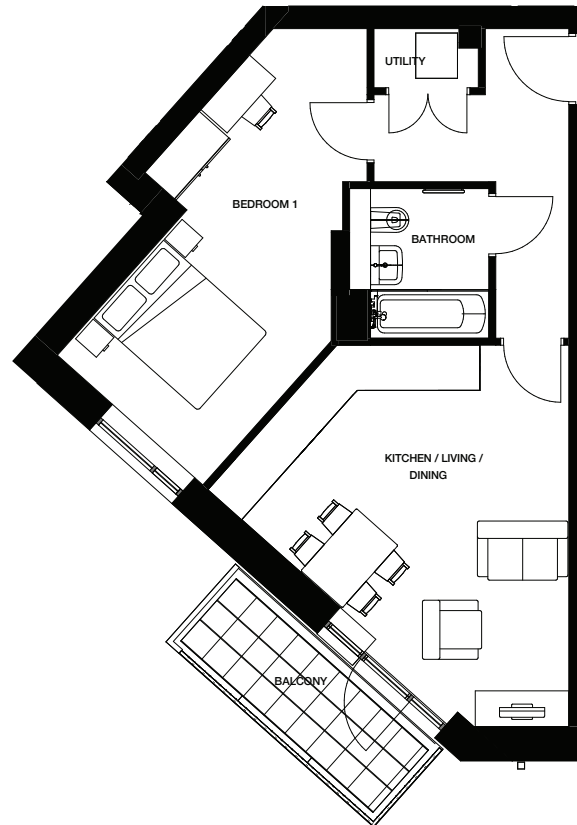 UTILITY
BEDROOM 1
BATHROOM
KITCHEN / LIVING /
DINING
BALCONY